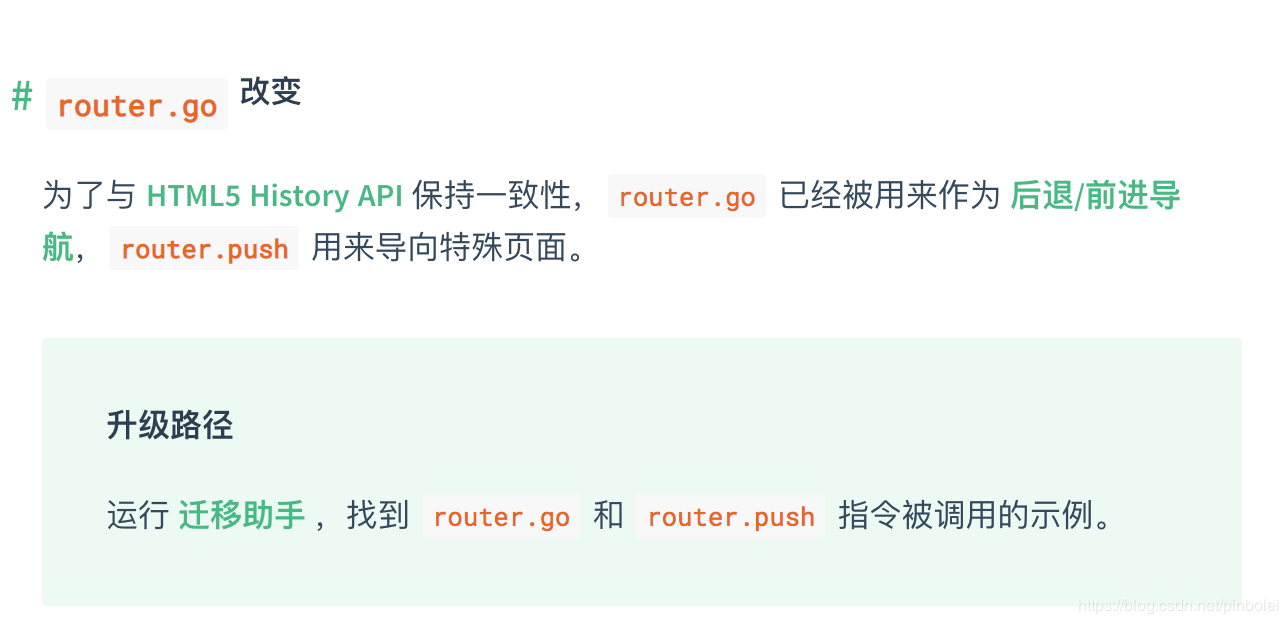 # router.go 改变
为了与 HTML5 History API 保持一致性， router.go 已经被用来作为 后退/前进导
航， router.push 用来导向特殊页面。
升级路径
运行 迁移助手 ，找到 router.go 和 router.push 指令被调用的示例。
https://blog.csdn.net/pinbolei